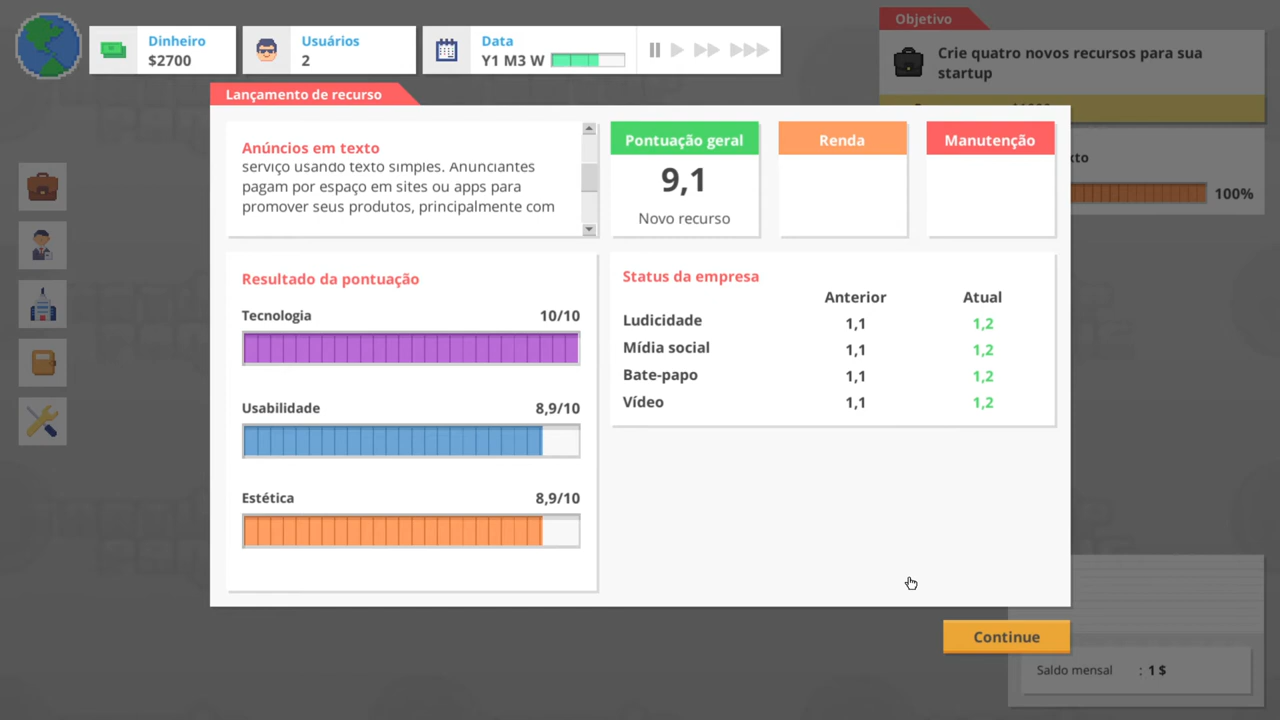 Dinheiro
$2700
Usuários
2
Data
Y1 M3 W
Objetivo
Crie quatro novos recursos para sua
startup
Lançamento de recurso
Anúncios em texto
serviço usando texto simples. Anunciantes
pagam por espaço em sites ou apps para
promover seus produtos, principalmente com
Pontuação geral
9,1
Novo recurso
Renda
Manutenção
xto
100%
Resultado da pontuação
Tecnologia 10/10
Usabilidade 8,9/10
Estética 8,9/10
Status da empresa
Anterior Atual
Ludicidade 1,1 1,2
Mídia social 1,1 1,2
Bate-papo 1,1 1,2
Vídeo 1,1 1,2
Continue
Saldo mensal : 1 $